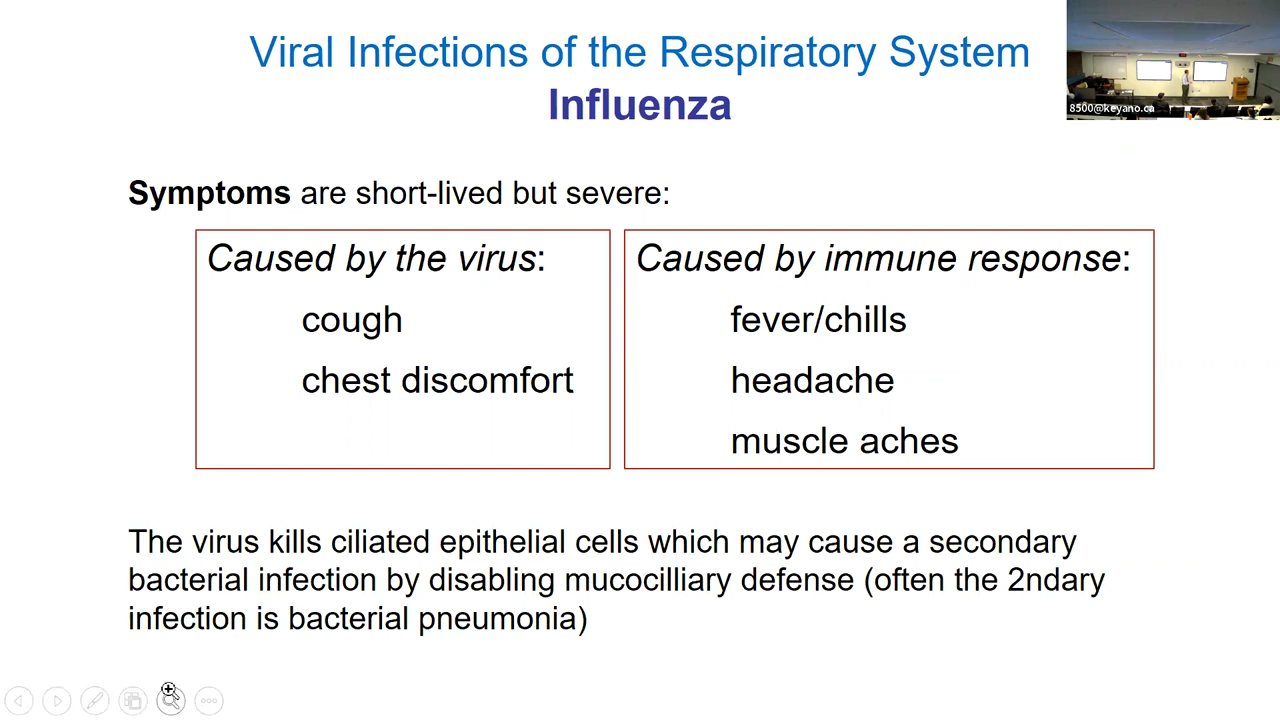 Viral Infections of the Respiratory System
Influenza
8500@keyano.ca
Symptoms are short-lived but severe:
Caused by the virus:
cough
chest discomfort
Caused by immune response:
fever/chills
headache
muscle aches
The virus kills ciliated epithelial cells which may cause a secondary
bacterial infection by disabling mucocilliary defense (often the 2ndary
infection is bacterial pneumonia)